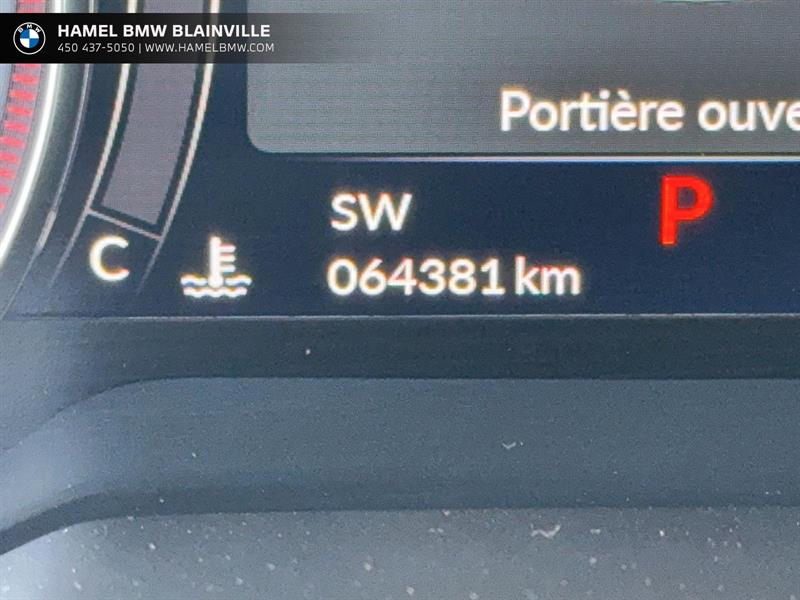 HAMEL BMW BLAINVILLE
450 437-5050 | WWW.HAMELBMW.COM
Portière ouve
SW
P
C
064381 km